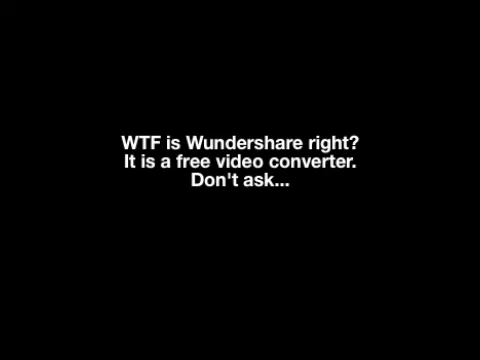 WTF is Wundershare right?
It is a free video converter.
Don't ask...